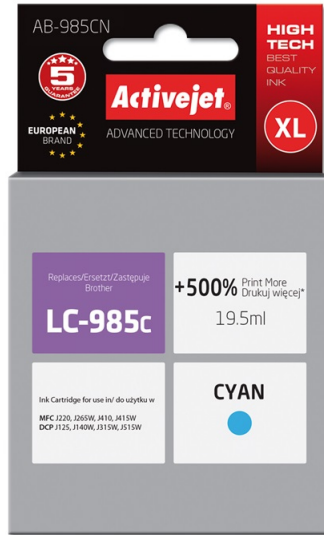 AB-985CN
HIGH
TECH
BEST
QUALITY
INK
5
YEARS
GUARANTEE
Activejet®
EUROPEAN
BRAND
ADVANCED TECHNOLOGY
XL
Replaces/Ersetzt/Zastępuje
Brother
LC-985c
+500% Print More
Drukuj więcej*
19.5ml
Ink Cartridge for use in/ do użytku w
MFC J220, J265W, J410, J415W
DCP J125, J140W, J315W, J515W
CYAN